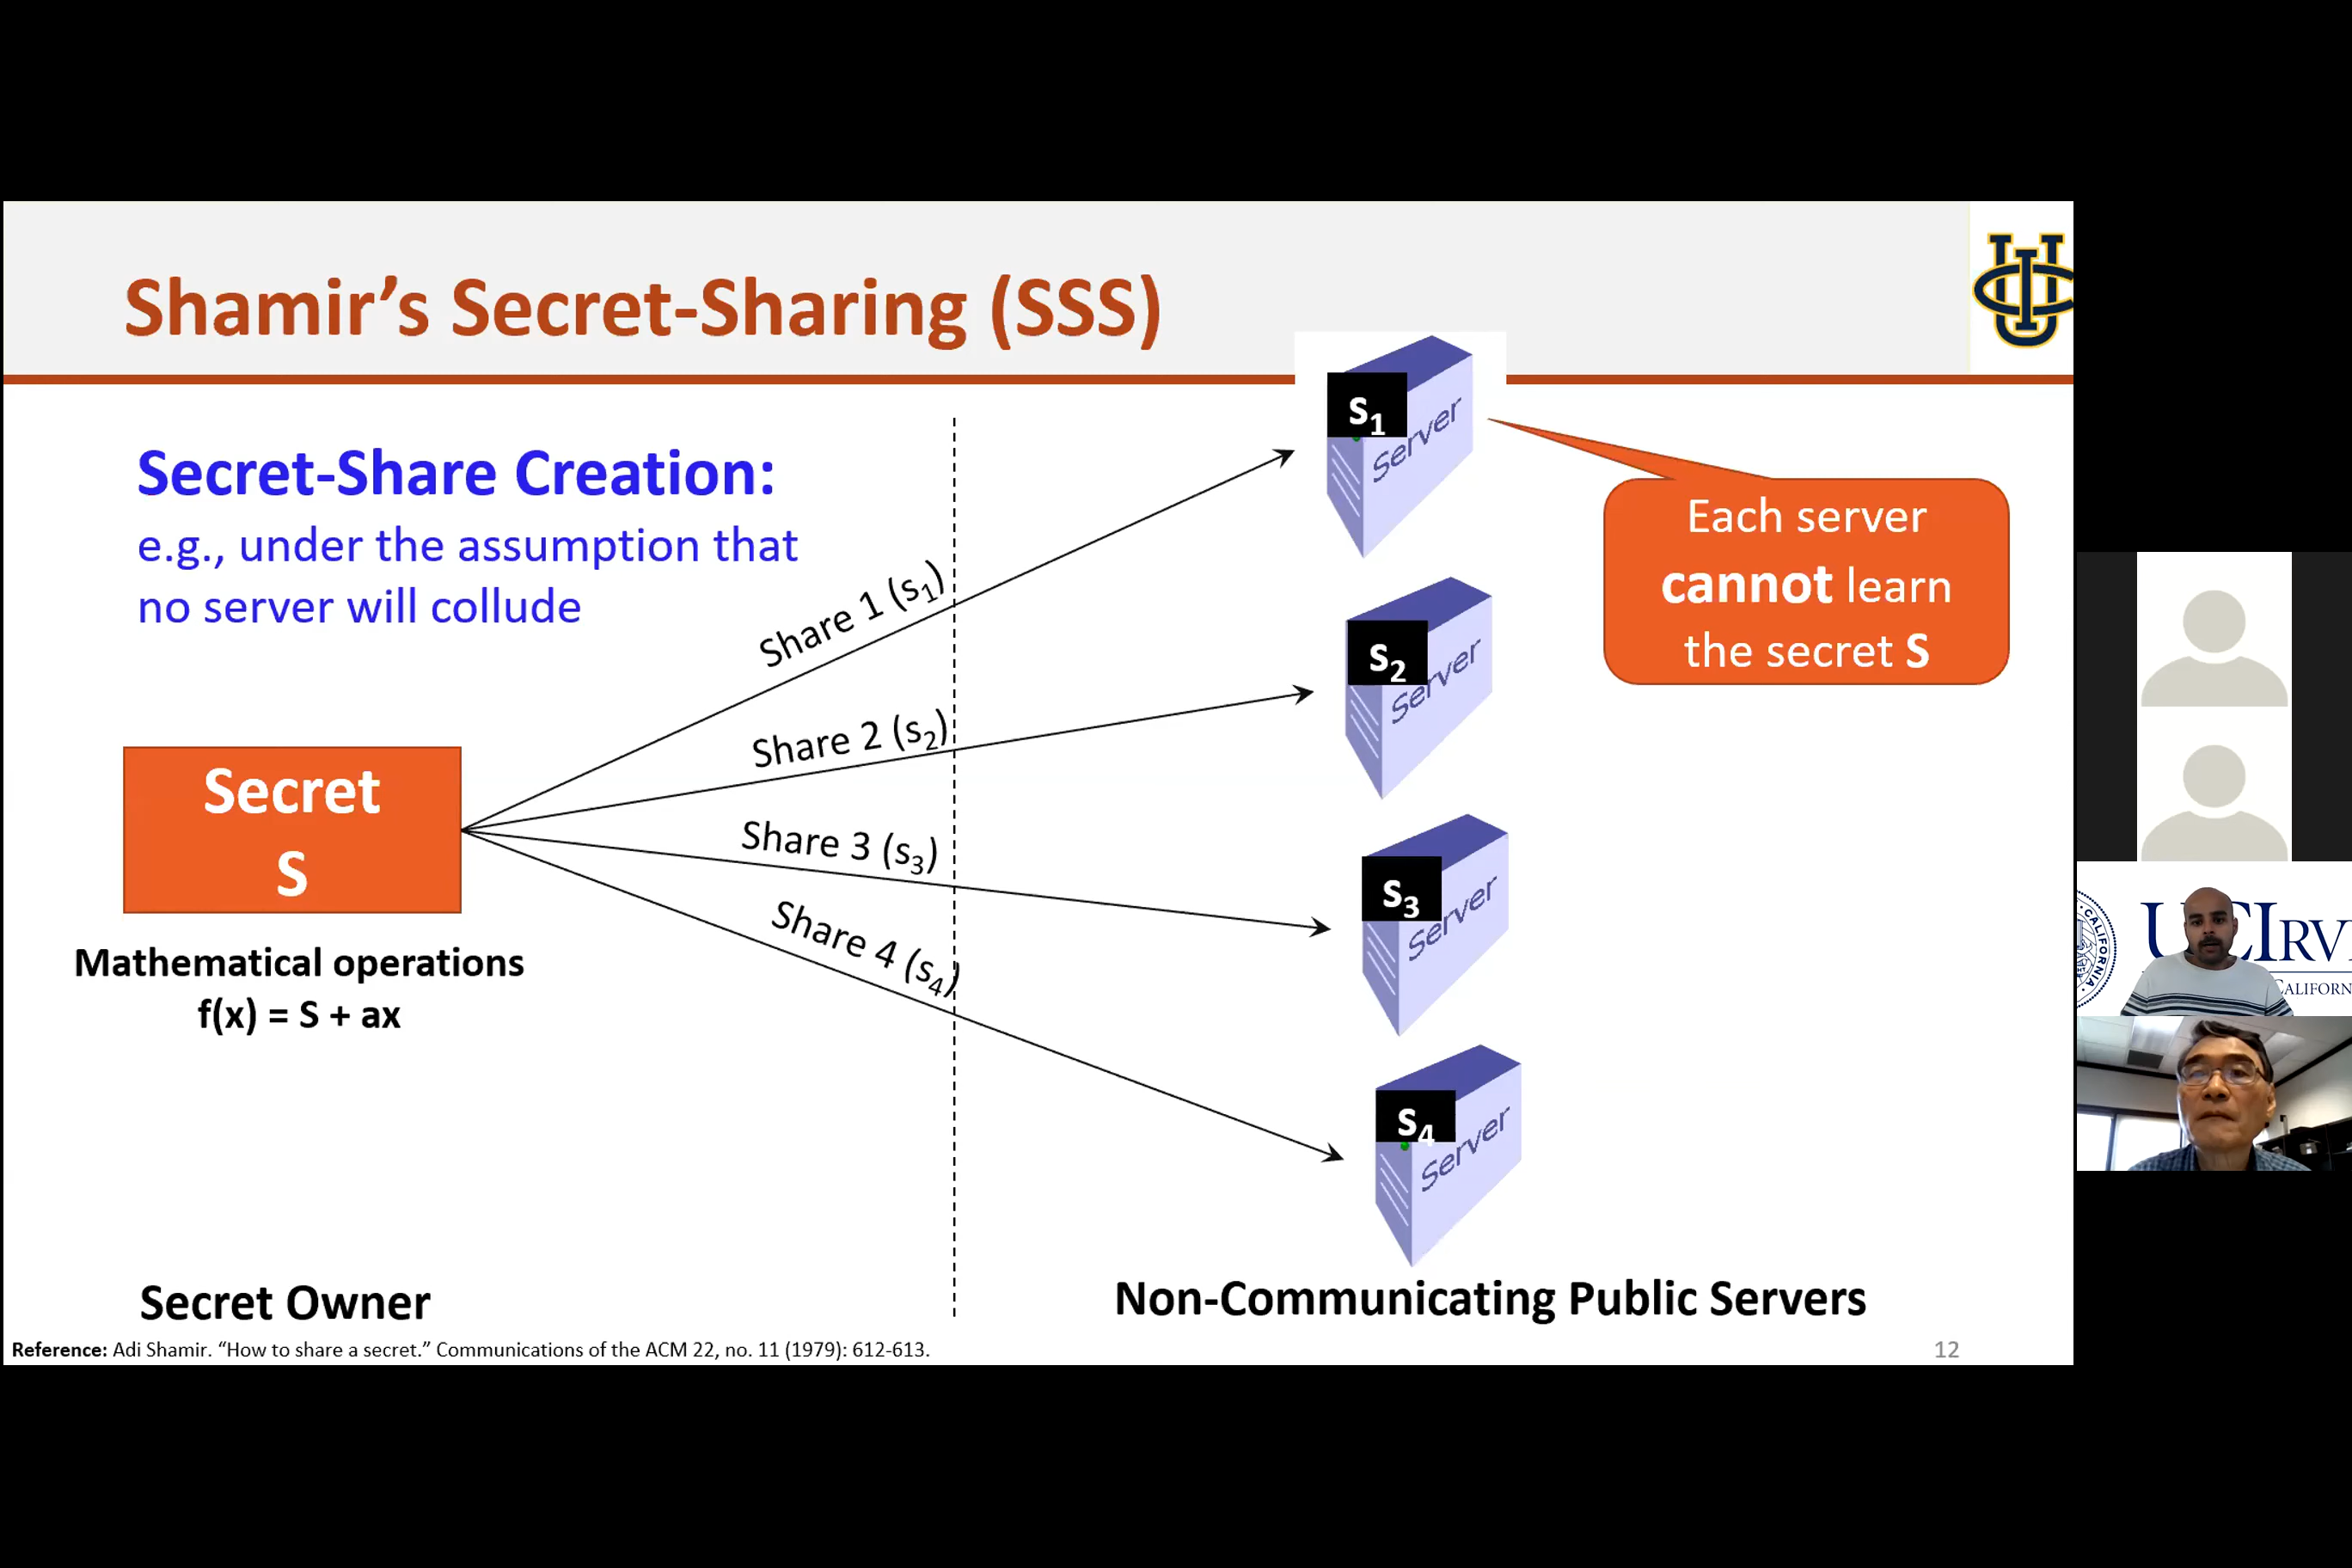 Shamir’s Secret-Sharing (SSS)
Secret-Share Creation:
e.g., under the assumption that
no server will collude
Share 1 (s₁)
Share 2 (s₂)
Share 3 (s₃)
Share 4 (s₄)
Secret
S
Mathematical operations
f(x) = S + ax
S₁
Server
S₂
Server
S₃
Server
S₄
Server
Each server
cannot learn
the secret S
Secret Owner
Non-Communicating Public Servers
Reference: Adi Shamir. “How to share a secret.” Communications of the ACM 22, no. 11 (1979): 612-613.
12
UCI
CALIFORNIA